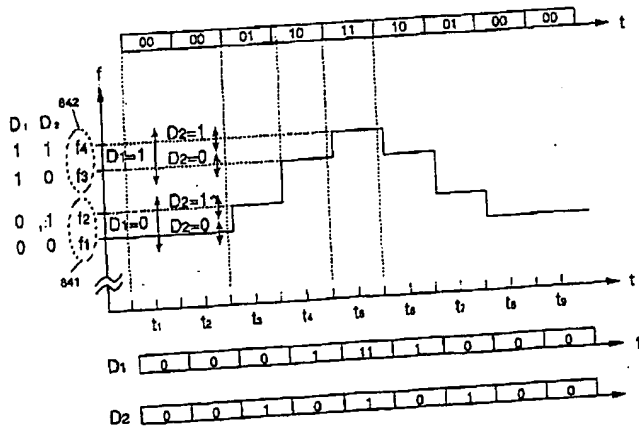 00 00 01 10 11 10 01 00 00 t
f
842
D₁ D₂
1 1 f4 D1=1 D2=1
1 0 f3 D2=0
0 1 f2 D1=0 D2=1
0 0 f1 D2=0
841
t
t₁ t₂ t₃ t₄ t₅ t₆ t₇ t₈ t₉
D₁ 0 0 0 1 11 1 0 0 0 t
D₂ 0 0 1 0 1 0 1 0 0